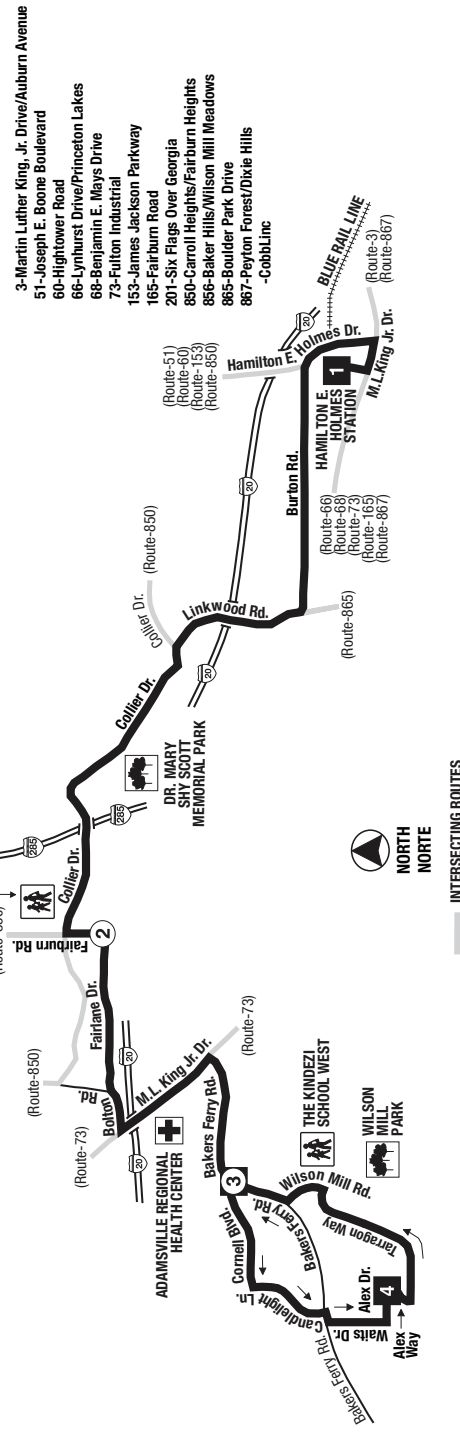 3-Martin Luther King, Jr. Drive/Auburn Avenue
51-Joseph E. Boone Boulevard
60-Hightower Road
66-Lynhurst Drive/Princeton Lakes
68-Benjamin E. Mays Drive
73-Fulton Industrial
153-James Jackson Parkway
165-Fairburn Road
201-Six Flags Over Georgia
850-Carroll Heights/Fairburn Heights
856-Baker Hills/Wilson Mill Meadows
865-Boulder Park Drive
867-Peyton Forest/Dixie Hills
-CobbLinc
BLUE RAIL LINE
(Route-3)
(Route-867)
20
(Route-51)
(Route-60)
(Route-153)
(Route-850)
Hamilton E. Holmes Dr.
1
HAMILTON E.
HOLMES
STATION
M.L.King Jr. Dr.
20
Burton Rd.
(Route-66)
(Route-68)
(Route-73)
(Route-165)
(Route-867)
(Route-850)
Collier Dr.
Linkwood Rd.
(Route-865)
20
Collier Dr.
DR. MARY
SHY SCOTT
MEMORIAL PARK
285
285
Collier Dr.
Fairburn Rd.
2
NORTH
NORTE
INTERSECTING ROUTES
Fairlane Dr.
(Route-850)
Bolton
Rd.
20
20
(Route-73)
M.L. King Jr. Dr.
(Route-73)
ADAMSVILLE REGIONAL
HEALTH CENTER
Bakers Ferry Rd.
THE KINDEZI
SCHOOL WEST
WILSON
MILL
PARK
3
Cornell Blvd.
Bakers Ferry Rd.
Wilson Mill Rd.
Tarragon Way
Candlelight Ln.
Bakers Ferry Rd.
Waits Dr.
Alex Dr.
4
Alex
Way